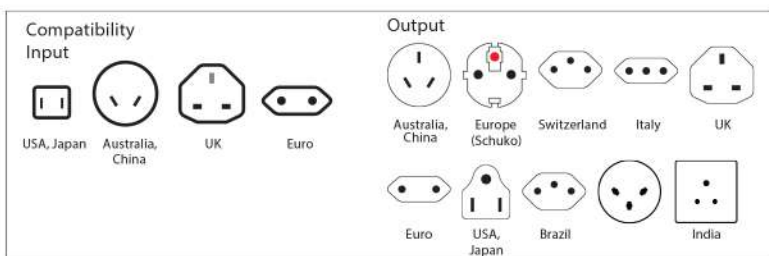 Compatibility
Input
USA, Japan
Australia,
China
UK
Euro
Output
Australia,
China
Europe
(Schuko)
Switzerland
Italy
UK
Euro
USA,
Japan
Brazil
India